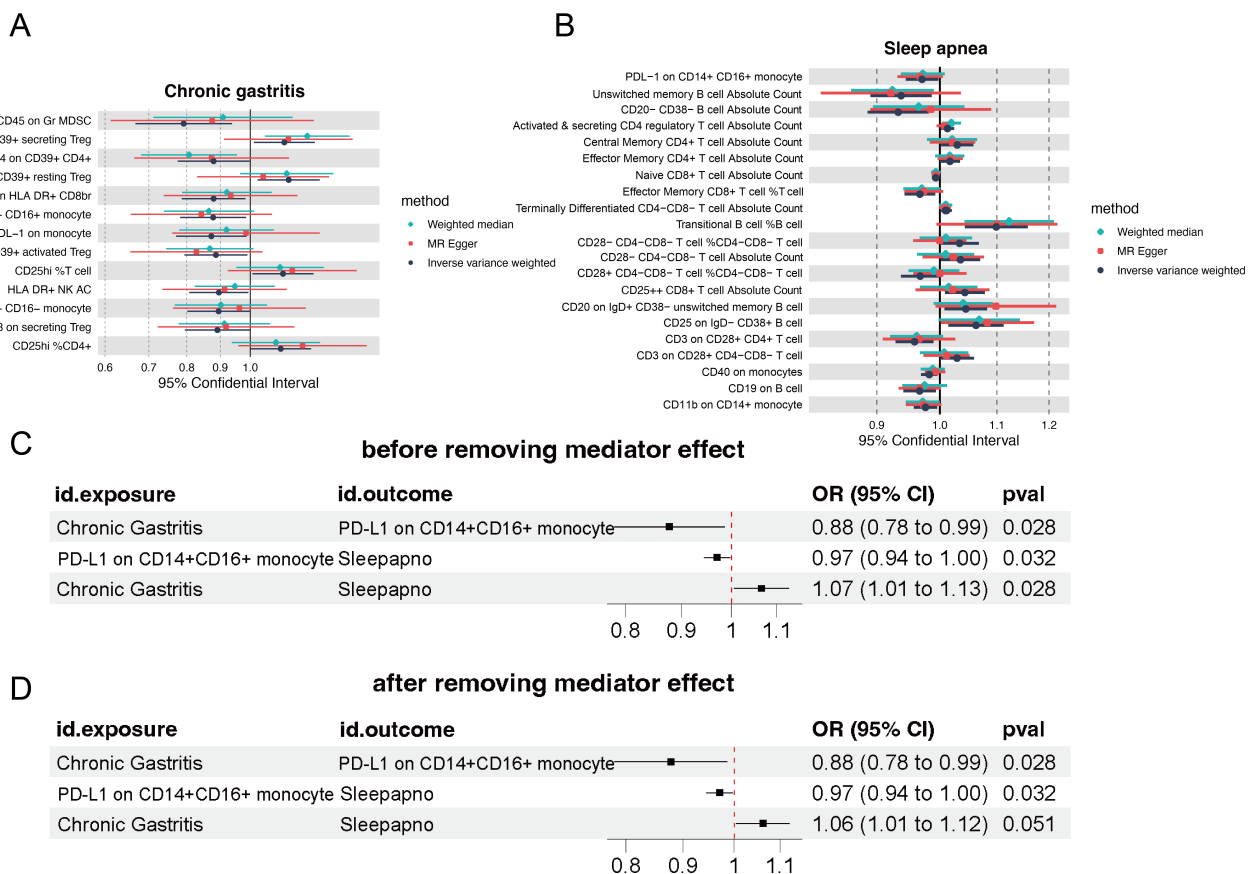 A
B
Chronic gastritis
CD45 on Gr MDSC
39+ secreting Treg
4 on CD39+ CD4+
CD39+ resting Treg
n HLA DR+ CD8br
- CD16+ monocyte
DL-1 on monocyte
39+ activated Treg
CD25hi %T cell
HLA DR+ NK AC
- CD16- monocyte
3 on secreting Treg
CD25hi %CD4+
0.6 0.7 0.8 0.9 1.0
95% Confidential Interval
method
Weighted median
MR Egger
Inverse variance weighted
Sleep apnea
PDL-1 on CD14+ CD16+ monocyte
Unswitched memory B cell Absolute Count
CD20- CD38- B cell Absolute Count
Activated & secreting CD4 regulatory T cell Absolute Count
Central Memory CD4+ T cell Absolute Count
Effector Memory CD4+ T cell Absolute Count
Naive CD8+ T cell Absolute Count
Effector Memory CD8+ T cell %T cell
Terminally Differentiated CD4-CD8- T cell Absolute Count
Transitional B cell %B cell
CD28- CD4-CD8- T cell %CD4-CD8- T cell
CD28- CD4-CD8- T cell Absolute Count
CD28+ CD4-CD8- T cell %CD4-CD8- T cell
CD25++ CD8+ T cell Absolute Count
CD20 on IgD+ CD38- unswitched memory B cell
CD25 on IgD- CD38+ B cell
CD3 on CD28+ CD4+ T cell
CD3 on CD28+ CD4-CD8- T cell
CD40 on monocytes
CD19 on B cell
CD11b on CD14+ monocyte
0.9 1.0 1.1 1.2
95% Confidential Interval
method
Weighted median
MR Egger
Inverse variance weighted
C
before removing mediator effect
id.exposure id.outcome OR (95% CI) pval
Chronic Gastritis PD-L1 on CD14+CD16+ monocyte 0.88 (0.78 to 0.99) 0.028
PD-L1 on CD14+CD16+ monocyte Sleepapno 0.97 (0.94 to 1.00) 0.032
Chronic Gastritis Sleepapno 1.07 (1.01 to 1.13) 0.028
0.8 0.9 1 1.1
D
after removing mediator effect
id.exposure id.outcome OR (95% CI) pval
Chronic Gastritis PD-L1 on CD14+CD16+ monocyte 0.88 (0.78 to 0.99) 0.028
PD-L1 on CD14+CD16+ monocyte Sleepapno 0.97 (0.94 to 1.00) 0.032
Chronic Gastritis Sleepapno 1.06 (1.01 to 1.12) 0.051
0.8 0.9 1 1.1